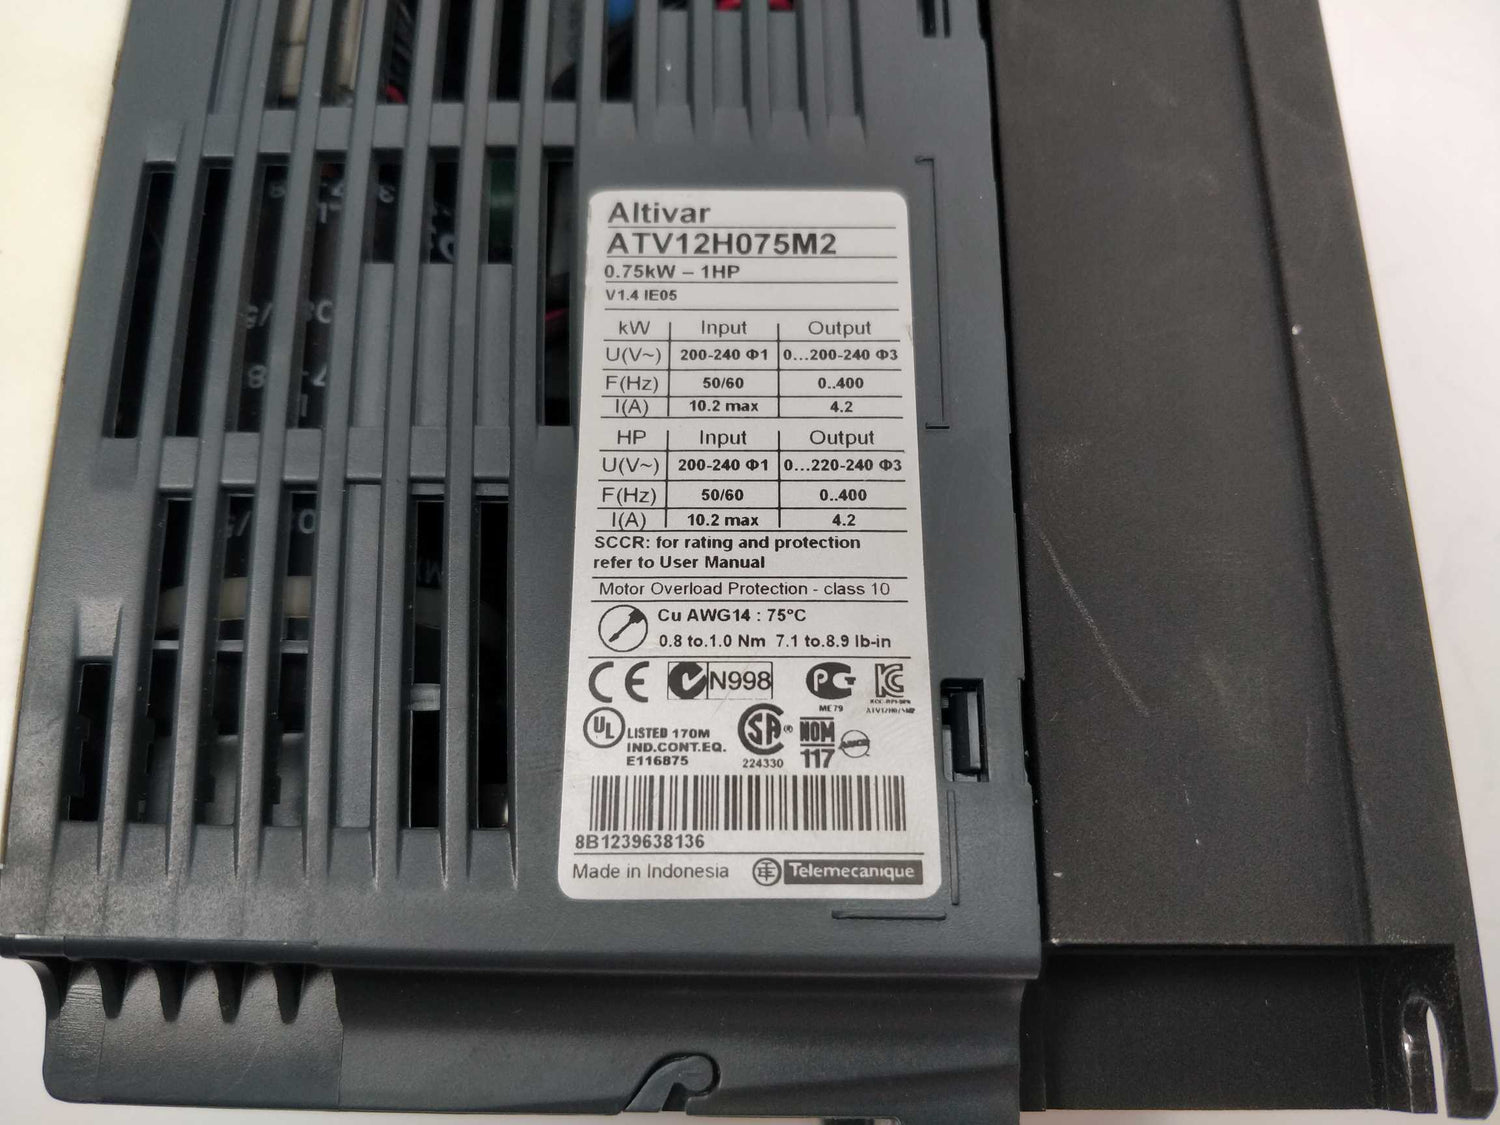 Altivar
ATV12H075M2
0.75kW – 1HP
V1.4 IE05
kW Input Output
U(V~) 200-240 Φ1 0...200-240 Φ3
F(Hz) 50/60 0..400
I(A) 10.2 max 4.2
HP Input Output
U(V~) 200-240 Φ1 0...220-240 Φ3
F(Hz) 50/60 0..400
I(A) 10.2 max 4.2
SCCR: for rating and protection
refer to User Manual
Motor Overload Protection - class 10
Cu AWG14 : 75°C
0.8 to.1.0 Nm 7.1 to.8.9 lb-in
CE N998 PG KC
ME79
UL LISTED 170M
IND.CONT.EQ.
E116875
SA ®
224330
NOM
117
8B1239638136
Made in Indonesia Telemecanique